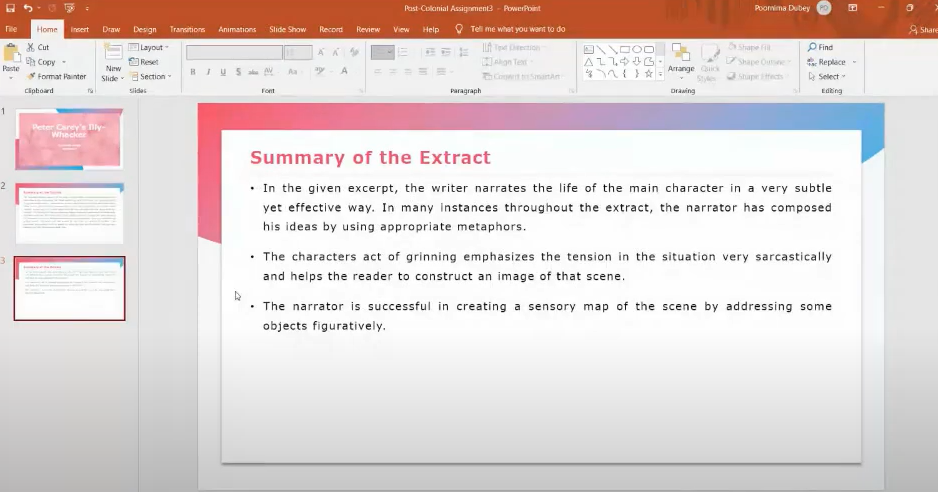 Post-Colonial Assignment3 - PowerPoint
Poornima Dubey
PD
File Home Insert Draw Design Transitions Animations Slide Show Record Review View Help Tell me what you want to do
Share
Paste
Cut
Copy
Format Painter
Clipboard
New
Slide
Layout
Reset
Section
Slides
B I U S abc AV Aa A
Font
Text Direction
Align Text
Convert to SmartArt
Paragraph
Arrange
Quick
Styles
Shape Fill
Shape Outline
Shape Effects
Drawing
Find
Replace
Select
Editing
1
Peter Carey's Illy-
Whacker
2
3
Summary of the Extract
• In the given excerpt, the writer narrates the life of the main character in a very subtle
yet effective way. In many instances throughout the extract, the narrator has composed
his ideas by using appropriate metaphors.
• The characters act of grinning emphasizes the tension in the situation very sarcastically
and helps the reader to construct an image of that scene.
• The narrator is successful in creating a sensory map of the scene by addressing some
objects figuratively.